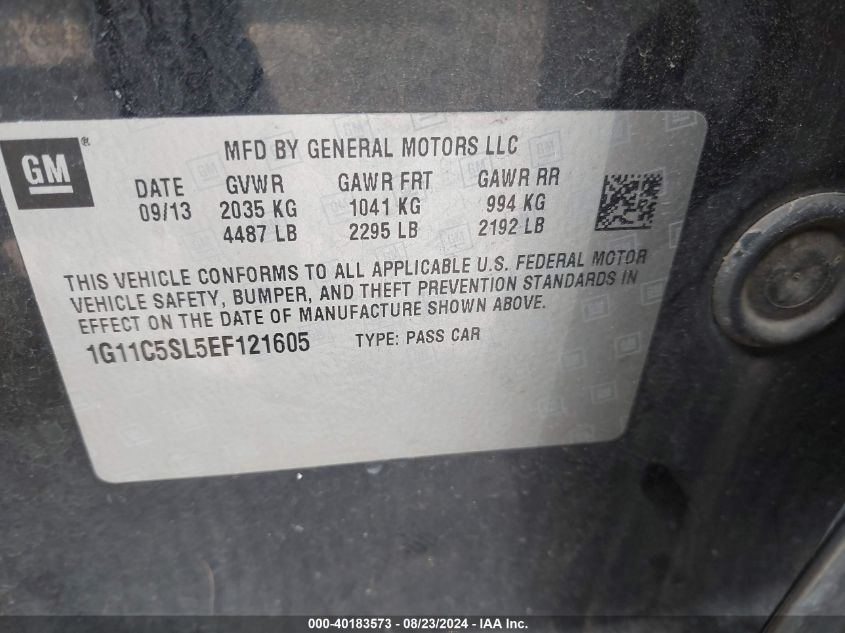 GM ®
MFD BY GENERAL MOTORS LLC
DATE GVWR GAWR FRT GAWR RR
09/13 2035 KG 1041 KG 994 KG
4487 LB 2295 LB 2192 LB
THIS VEHICLE CONFORMS TO ALL APPLICABLE U.S. FEDERAL MOTOR
VEHICLE SAFETY, BUMPER, AND THEFT PREVENTION STANDARDS IN
EFFECT ON THE DATE OF MANUFACTURE SHOWN ABOVE.
1G11C5SL5EF121605 TYPE: PASS CAR
000-40183573 - 08/23/2024 - IAA Inc.